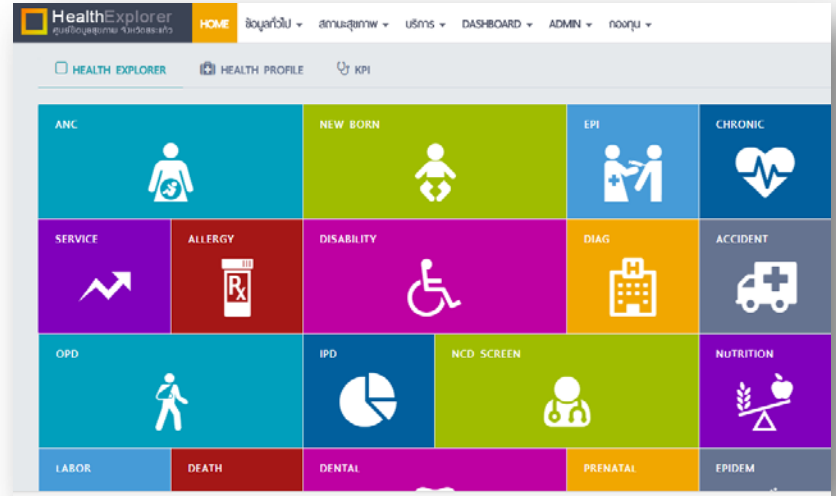 HealthExplorer
ศูนย์ข้อมูลสุขภาพ จังหวัดสระแก้ว
HOME ข้อมูลทั่วไป สถานะสุขภาพ บริการ DASHBOARD ADMIN กองทุน
HEALTH EXPLORER HEALTH PROFILE KPI
ANC NEW BORN EPI CHRONIC
SERVICE ALLERGY DISABILITY DIAG ACCIDENT
Rx H
OPD IPD NCD SCREEN NUTRITION
LABOR DEATH DENTAL PRENATAL EPIDEM